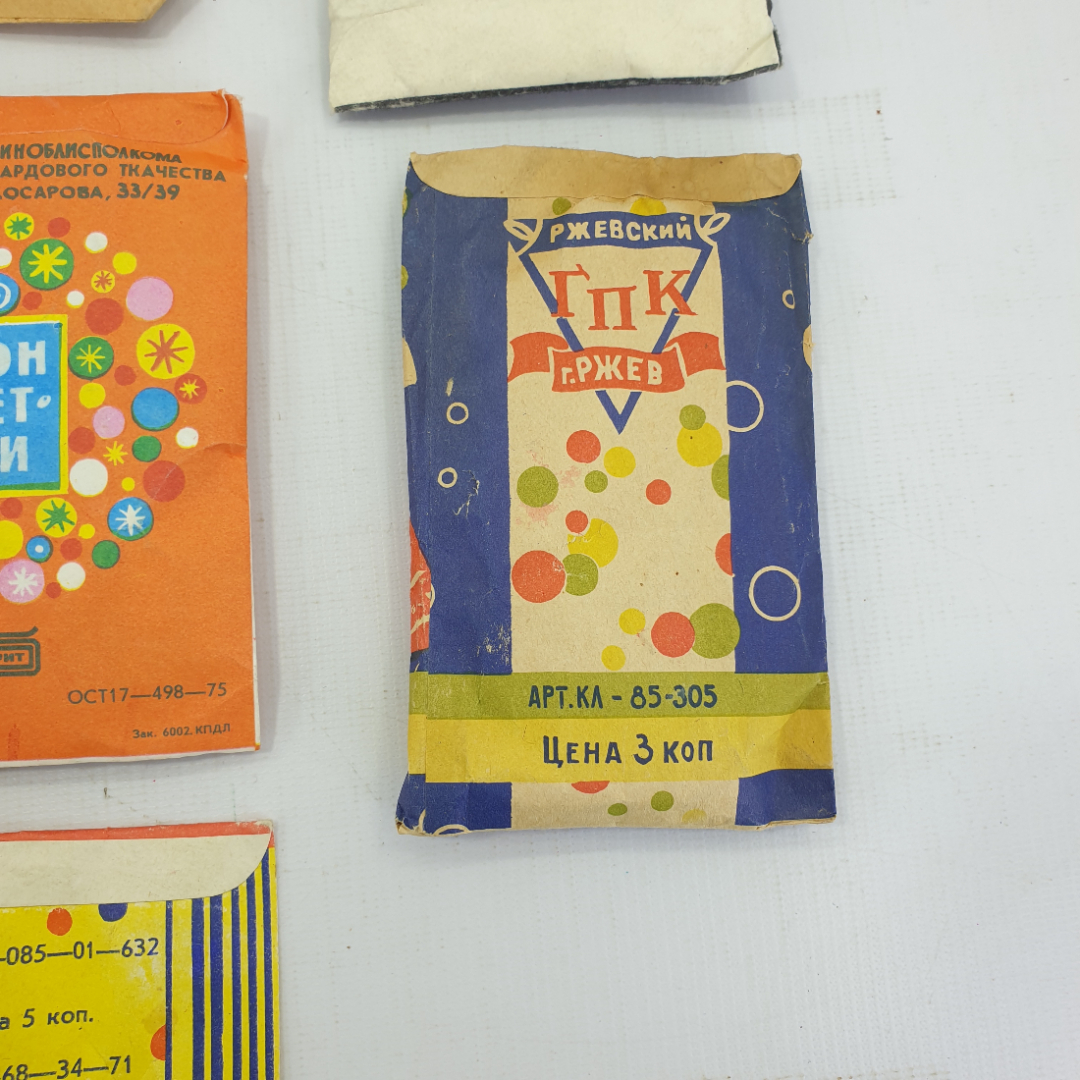 РЖЕВСКИЙ
ГПК
г.РЖЕВ
АРТ.КЛ - 85-305
ЦЕНА 3 КОП
ИНОБЛИСПОЛКОМА
АРДОВОГО ТКАЧЕСТВА
ОСАРОВА, 33/39
ОН
ЕТ-
И
ОСТ17—498—75
Зак. 6002. КПДЛ
-085—01—632
а 5 коп.
68—34—71